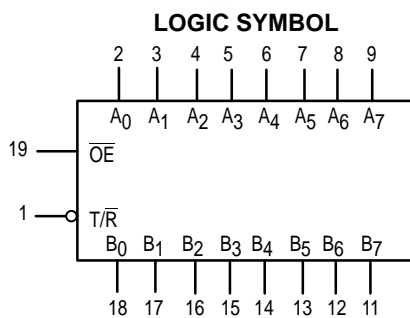 LOGIC SYMBOL
2 3 4 5 6 7 8 9
A0 A1 A2 A3 A4 A5 A6 A7
19 O̅E̅
1 T/R̅
B0 B1 B2 B3 B4 B5 B6 B7
18 17 16 15 14 13 12 11